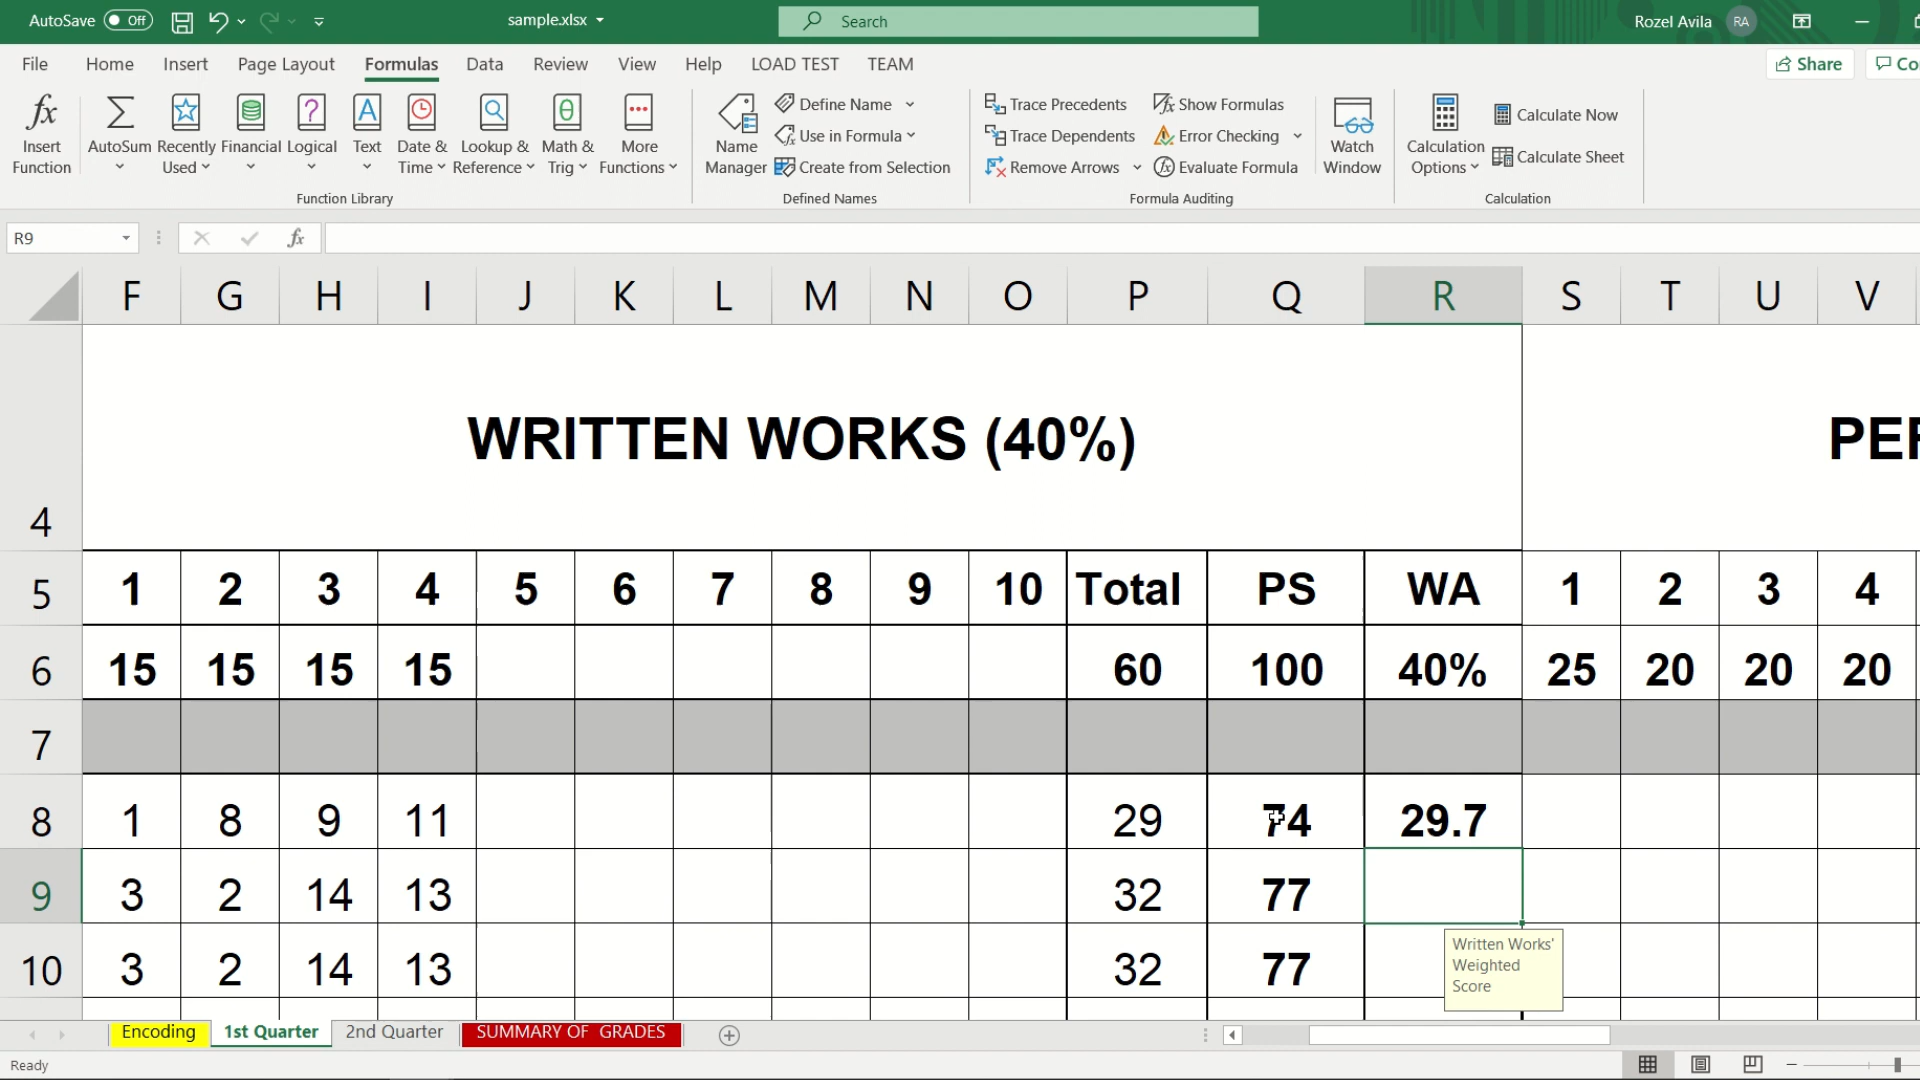 AutoSave Off sample.xlsx Search Rozel Avila RA
File Home Insert Page Layout Formulas Data Review View Help LOAD TEST TEAM Share Co
Insert Function AutoSum Recently Used Financial Logical Text Date & Time Lookup & Reference Math & Trig More Functions
Function Library
Name Manager Define Name Use in Formula Create from Selection
Defined Names
Trace Precedents Show Formulas
Trace Dependents Error Checking
Remove Arrows Evaluate Formula
Watch Window
Formula Auditing
Calculation Options Calculate Now Calculate Sheet
Calculation
R9 fx
F G H I J K L M N O P Q R S T U V
4 WRITTEN WORKS (40%) PER
5 1 2 3 4 5 6 7 8 9 10 Total PS WA 1 2 3 4
6 15 15 15 15 60 100 40% 25 20 20 20
7
8 1 8 9 11 29 74 29.7
9 3 2 14 13 32 77
10 3 2 14 13 32 77
Written Works'
Weighted
Score
Encoding 1st Quarter 2nd Quarter SUMMARY OF GRADES
Ready